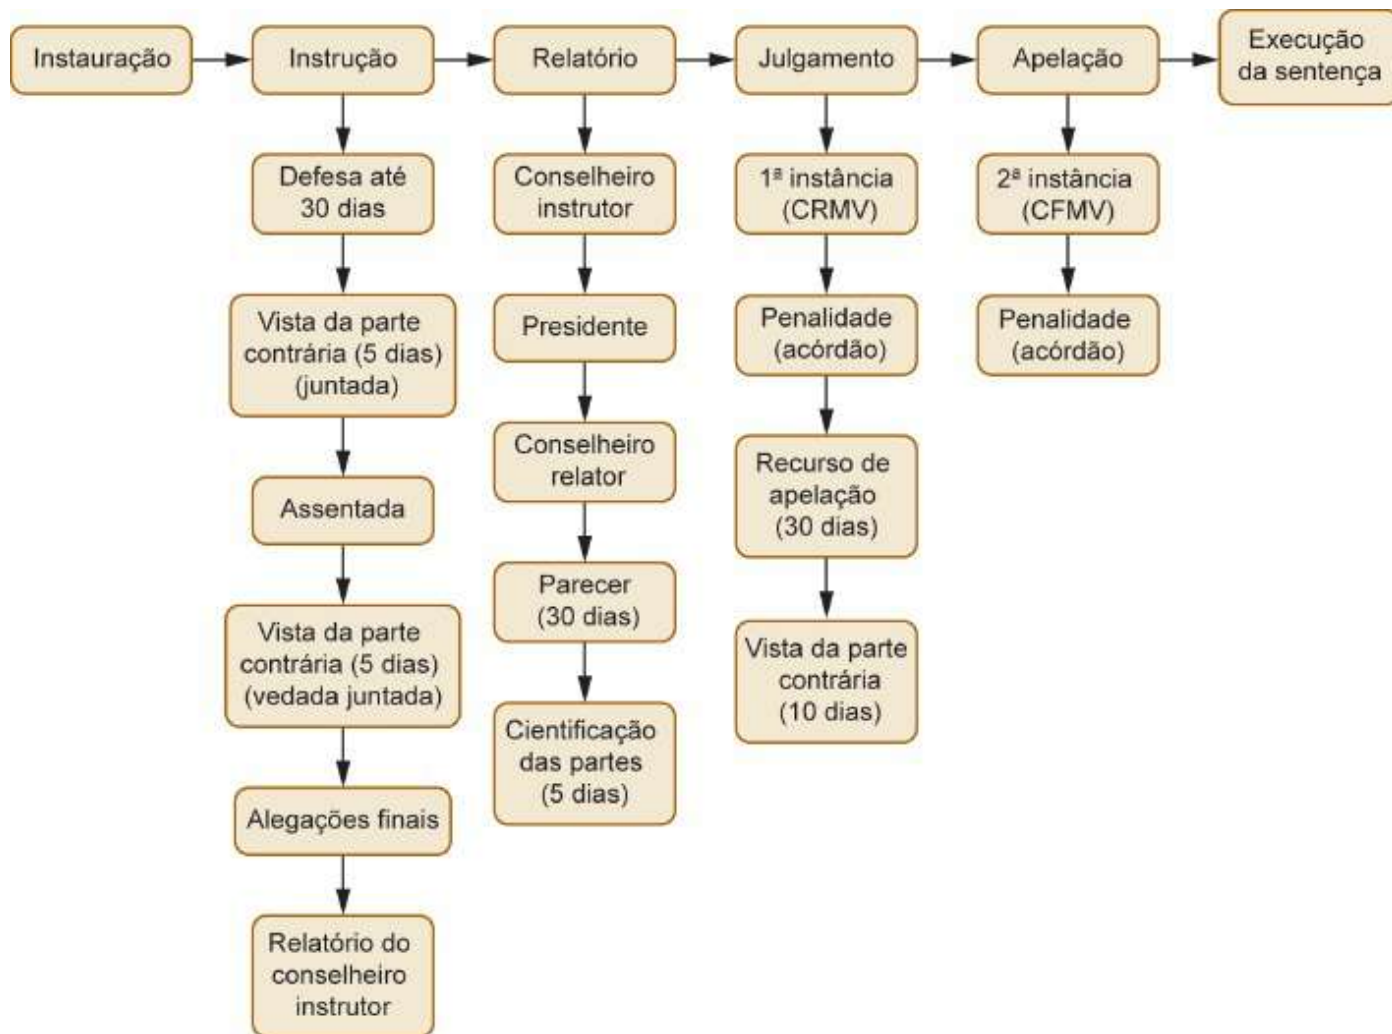 Instauração
Instrução
Relatório
Julgamento
Apelação
Execução
da sentença
Defesa até
30 dias
Vista da parte
contrária (5 dias)
(juntada)
Assentada
Vista da parte
contrária (5 dias)
(vedada juntada)
Alegações finais
Relatório do
conselheiro
instrutor
Conselheiro
instrutor
Presidente
Conselheiro
relator
Parecer
(30 dias)
Cientificação
das partes
(5 dias)
1ª instância
(CRMV)
Penalidade
(acórdão)
Recurso de
apelação
(30 dias)
Vista da parte
contrária
(10 dias)
2ª instância
(CFMV)
Penalidade
(acórdão)